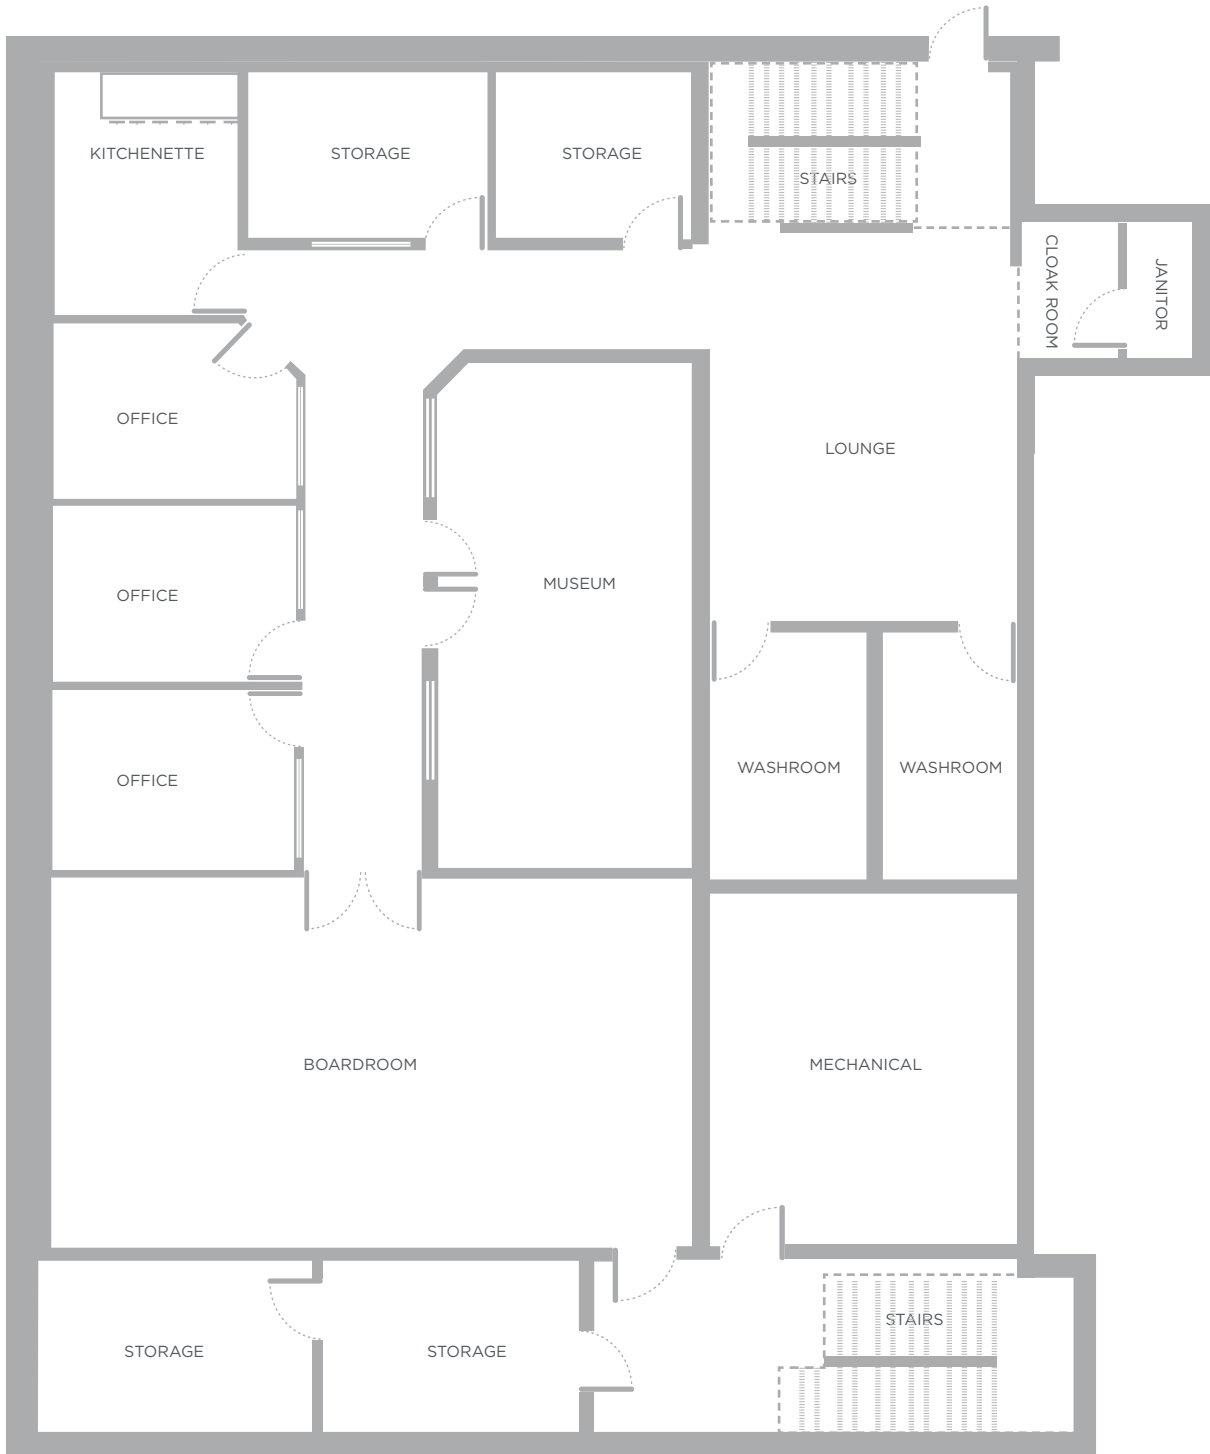 KITCHENETTE
STORAGE
STORAGE
STAIRS
CLOAK ROOM
JANITOR
OFFICE
LOUNGE
MUSEUM
OFFICE
WASHROOM
WASHROOM
OFFICE
BOARDROOM
MECHANICAL
STAIRS
STORAGE
STORAGE